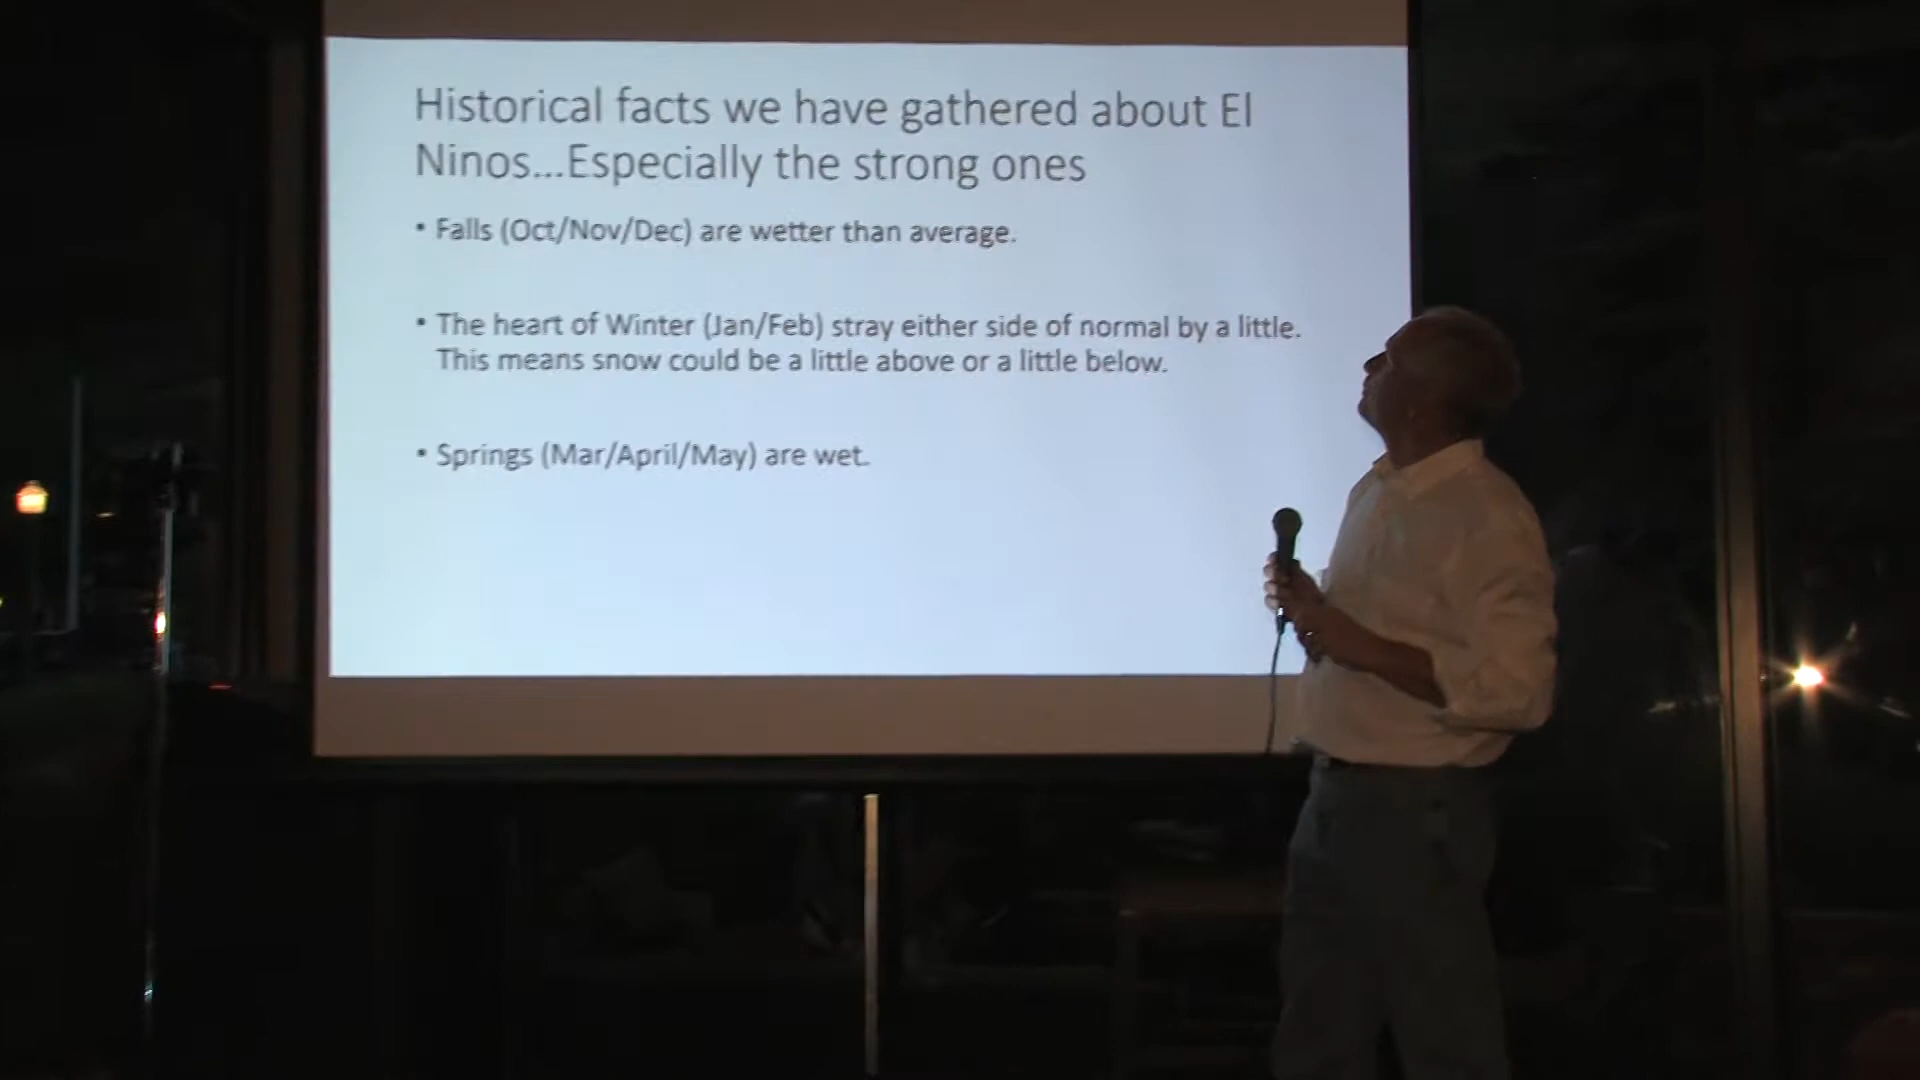 Historical facts we have gathered about El
Ninos...Especially the strong ones
• Falls (Oct/Nov/Dec) are wetter than average.
• The heart of Winter (Jan/Feb) stray either side of normal by a little.
This means snow could be a little above or a little below.
• Springs (Mar/April/May) are wet.